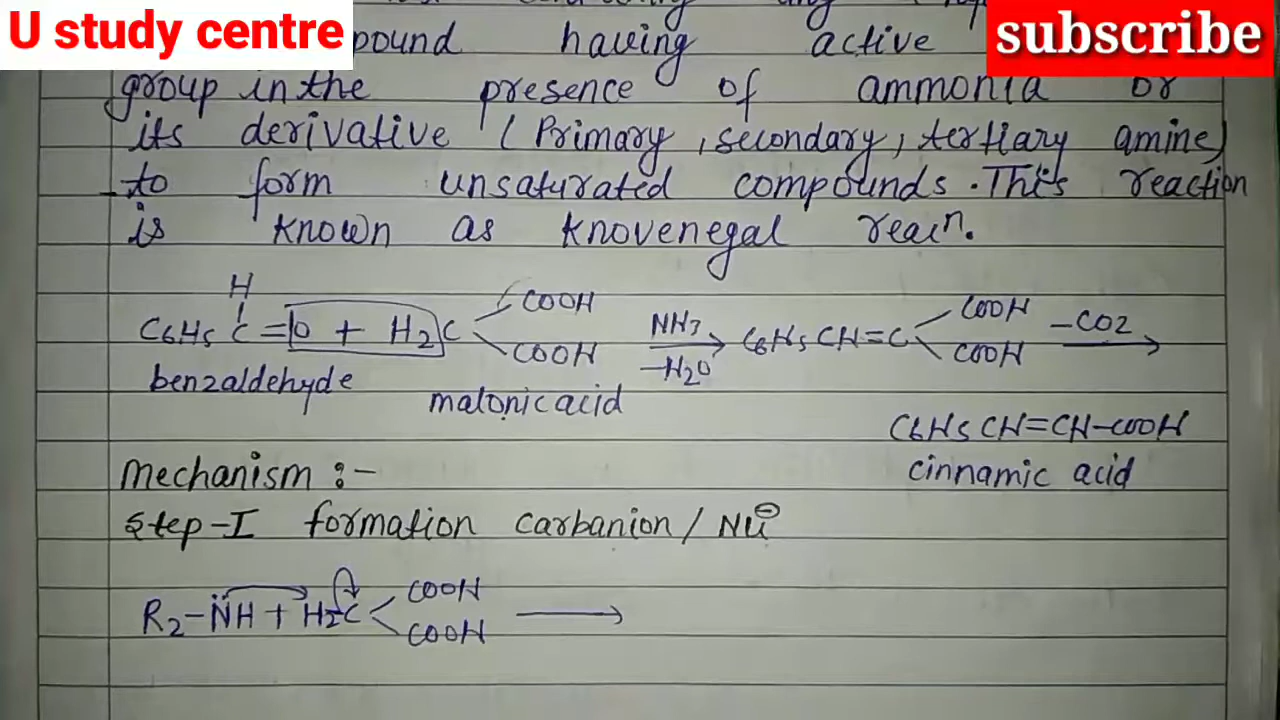 U study centre
subscribe
pound having active
group in the presence of ammonia or
its derivative (Primary, secondary, tertiary amine)
to form unsaturated compounds. This reaction
is known as knovenegal reacn.
H
C6H5 C=O + H2C COOH COOH NH3 -H2O C6H5 CH=C COOH COOH -CO2
benzaldehyde
malonic acid
C6H5 CH=CH-COOH
cinnamic acid
Mechanism :-
Step-I formation carbanion / Nu⊖
R2-N̈H + H2C COOH COOH